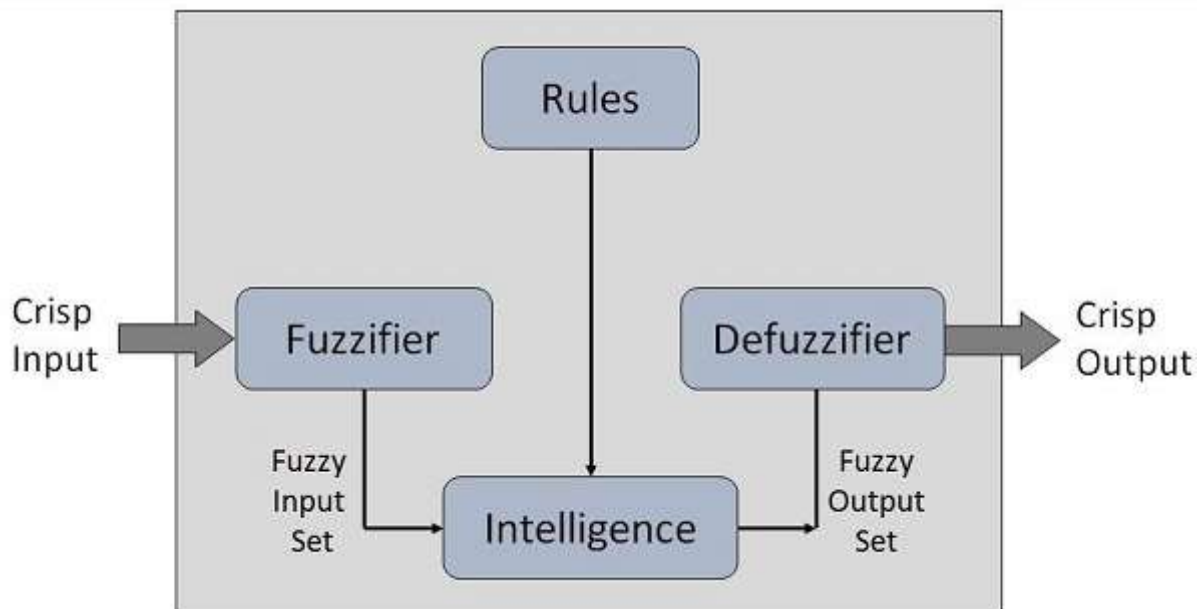 Rules
Crisp
Input
Fuzzifier
Defuzzifier
Crisp
Output
Fuzzy
Input
Set
Intelligence
Fuzzy
Output
Set